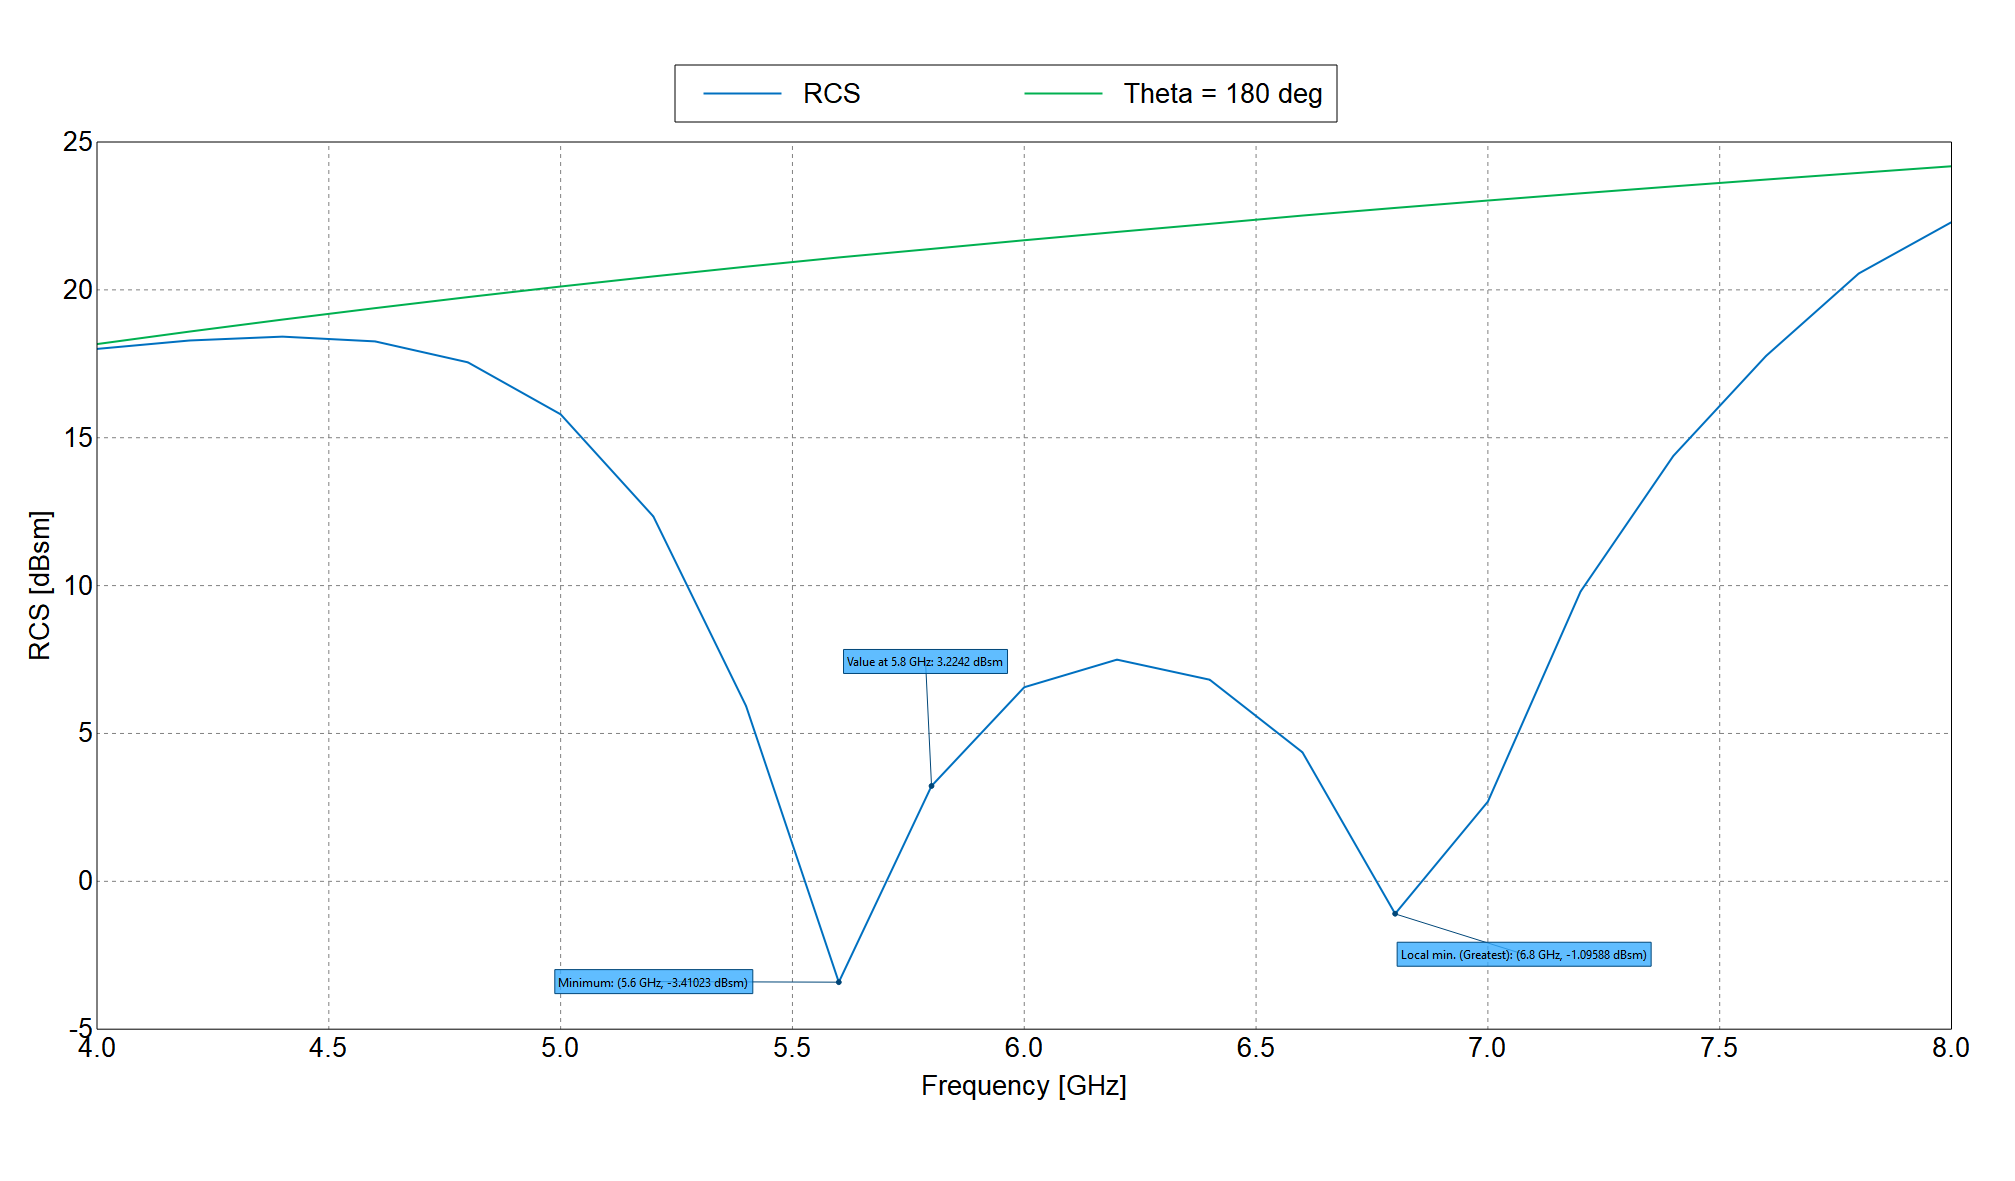 RCS
Theta = 180 deg
25
20
15
10
5
0
-5
RCS [dBsm]
Value at 5.8 GHz: 3.2242 dBsm
Minimum: (5.6 GHz, -3.41023 dBsm)
Local min. (Greatest): (6.8 GHz, -1.09588 dBsm)
4.0 4.5 5.0 5.5 6.0 6.5 7.0 7.5 8.0
Frequency [GHz]